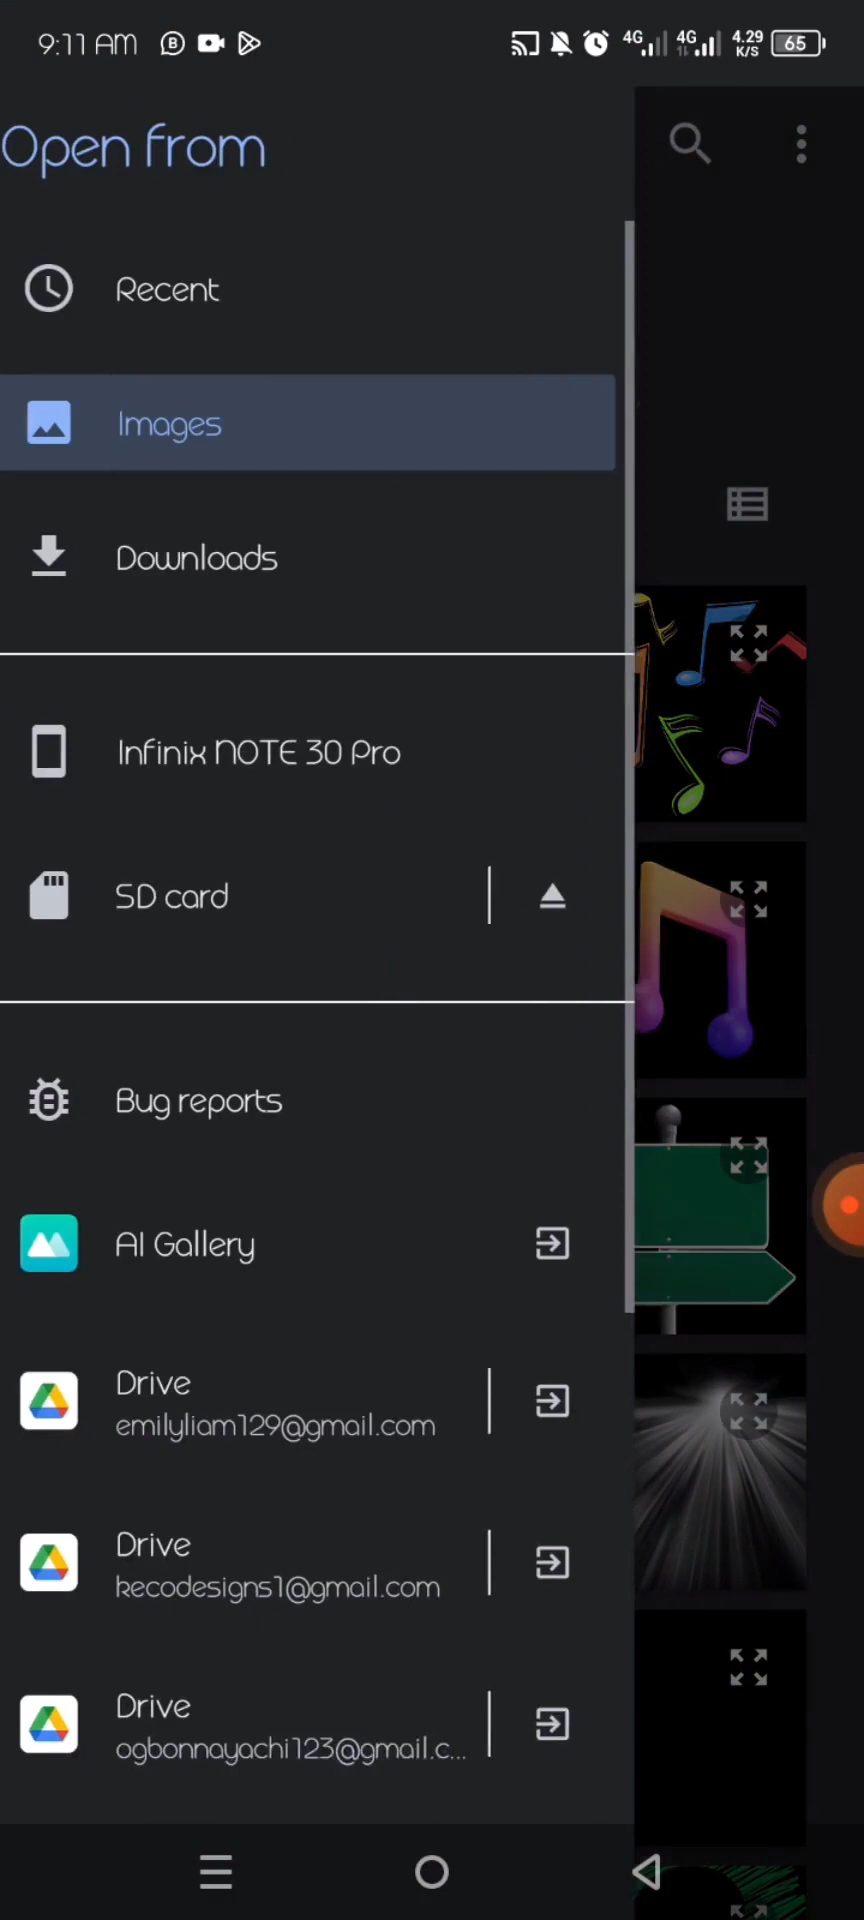 9:11 AM
4G 4G 4.29 K/S 65
Open from
Recent
Images
Downloads
Infinix NOTE 30 Pro
SD card
Bug reports
AI Gallery
Drive
emilyliam129@gmail.com
Drive
kecodesigns1@gmail.com
Drive
ogbonnayachi123@gmail.c...